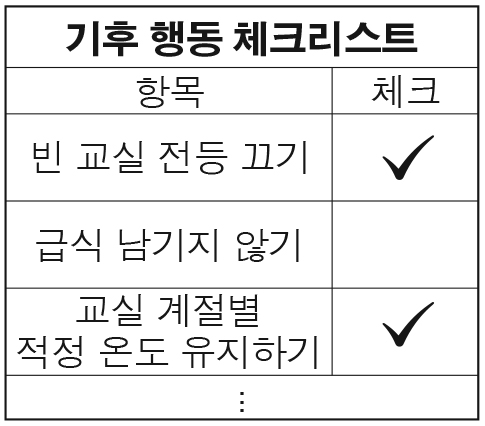 기후 행동 체크리스트
항목 체크
빈 교실 전등 끄기 ✓
급식 남기지 않기
교실 계절별
적정 온도 유지하기 ✓
⋮